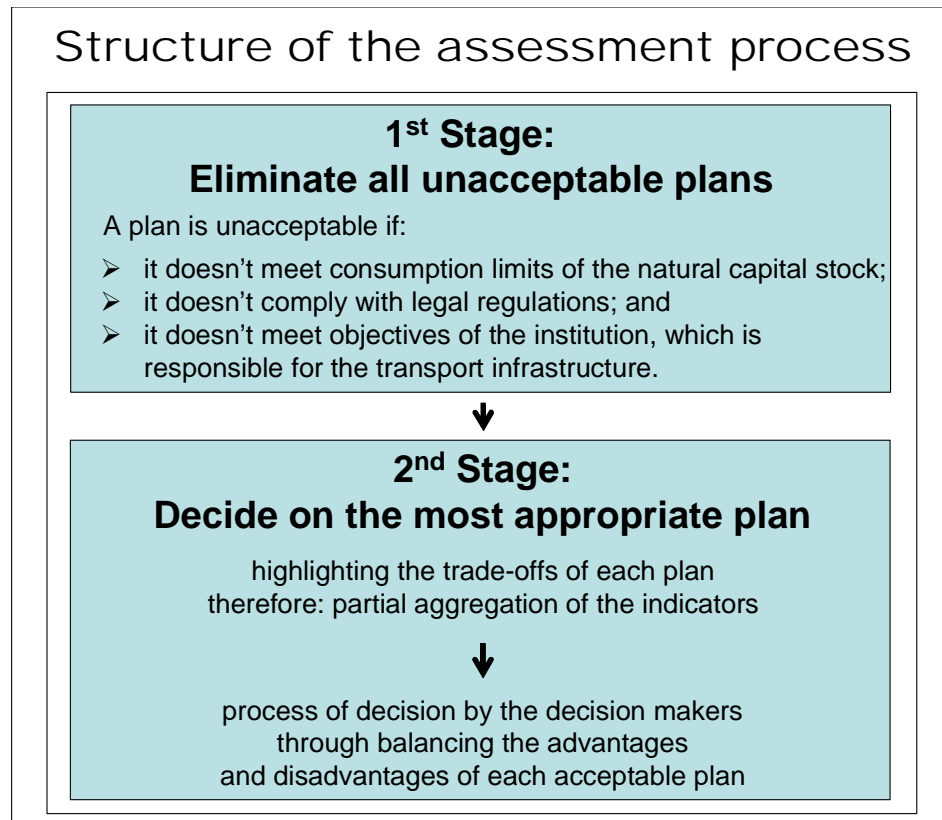 Structure of the assessment process
1st Stage:
Eliminate all unacceptable plans
A plan is unacceptable if:
➢ it doesn't meet consumption limits of the natural capital stock;
➢ it doesn't comply with legal regulations; and
➢ it doesn't meet objectives of the institution, which is
responsible for the transport infrastructure.
2nd Stage:
Decide on the most appropriate plan
highlighting the trade-offs of each plan
therefore: partial aggregation of the indicators
process of decision by the decision makers
through balancing the advantages
and disadvantages of each acceptable plan